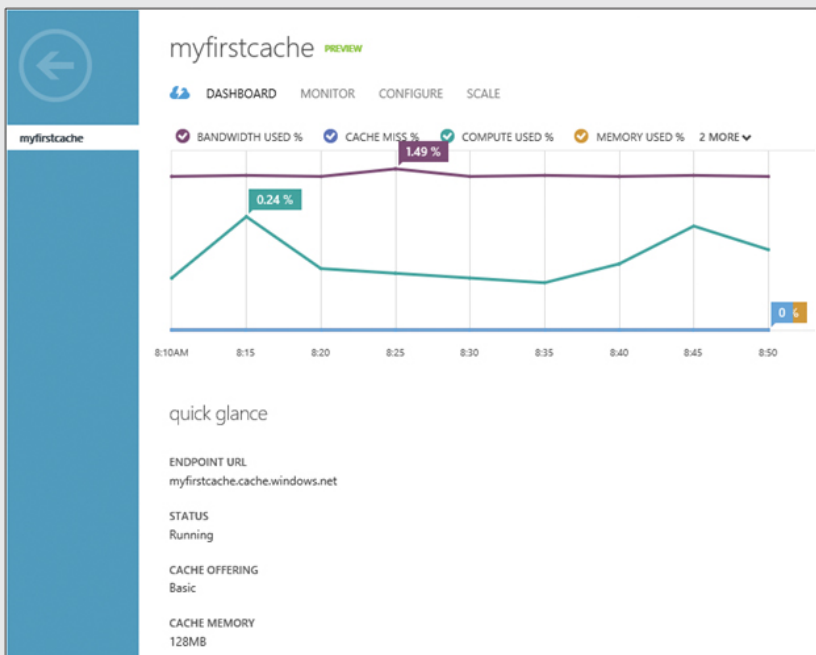 myfirstcache PREVIEW
DASHBOARD MONITOR CONFIGURE SCALE
myfirstcache
BANDWIDTH USED % CACHE MISS % COMPUTE USED % MEMORY USED % 2 MORE
1.49 %
0.24 %
0 %
8:10AM 8:15 8:20 8:25 8:30 8:35 8:40 8:45 8:50
quick glance
ENDPOINT URL
myfirstcache.cache.windows.net
STATUS
Running
CACHE OFFERING
Basic
CACHE MEMORY
128MB